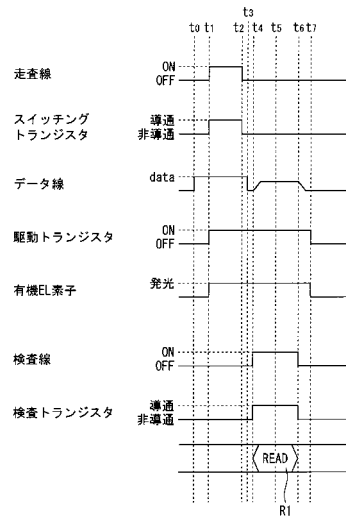 t3
t0 t1 t2 t4 t5 t6 t7
走査線
ON
OFF
スイッチング
トランジスタ
導通
非導通
データ線
data
駆動トランジスタ
ON
OFF
有機EL素子
発光
検査線
ON
OFF
検査トランジスタ
導通
非導通
READ
R1